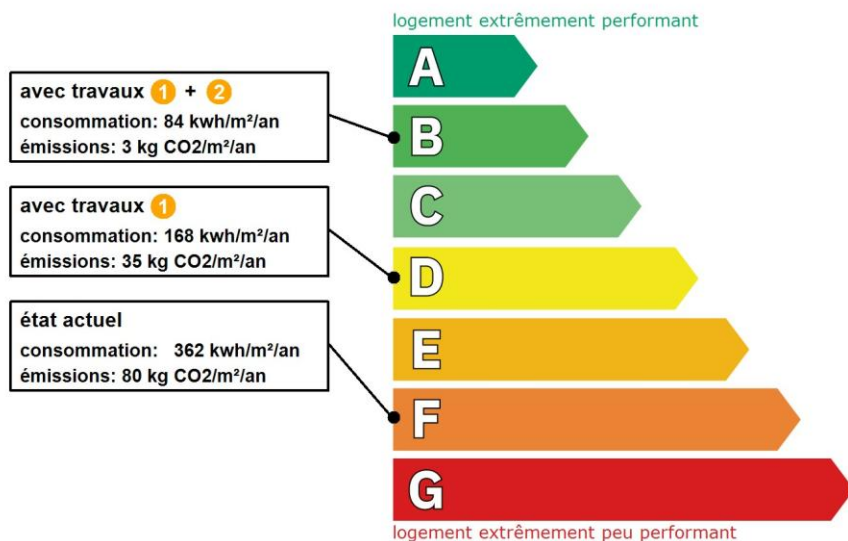 logement extrêmement performant
A
avec travaux 1 + 2
consommation: 84 kwh/m²/an
émissions: 3 kg CO2/m²/an
B
C
avec travaux 1
consommation: 168 kwh/m²/an
émissions: 35 kg CO2/m²/an
D
état actuel
consommation: 362 kwh/m²/an
émissions: 80 kg CO2/m²/an
E
F
G
logement extrêmement peu performant